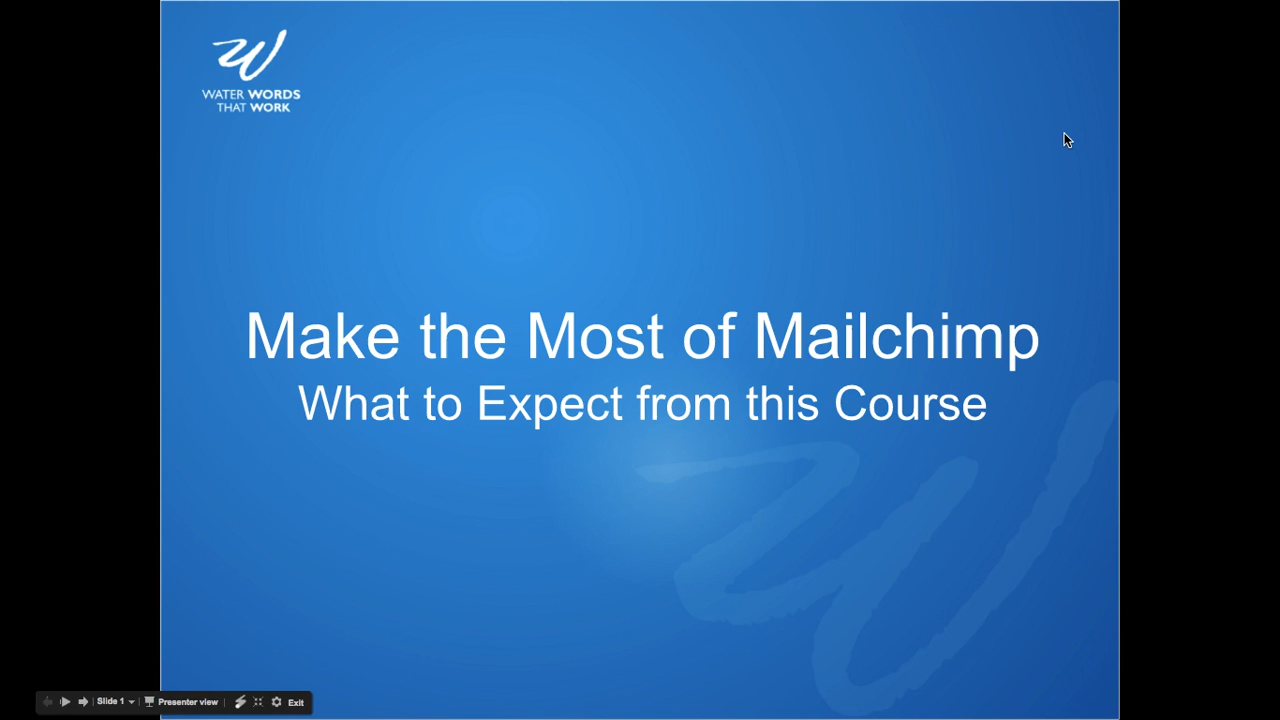 WATER WORDS
THAT WORK
Make the Most of Mailchimp
What to Expect from this Course
Slide 1
Presenter view
Exit